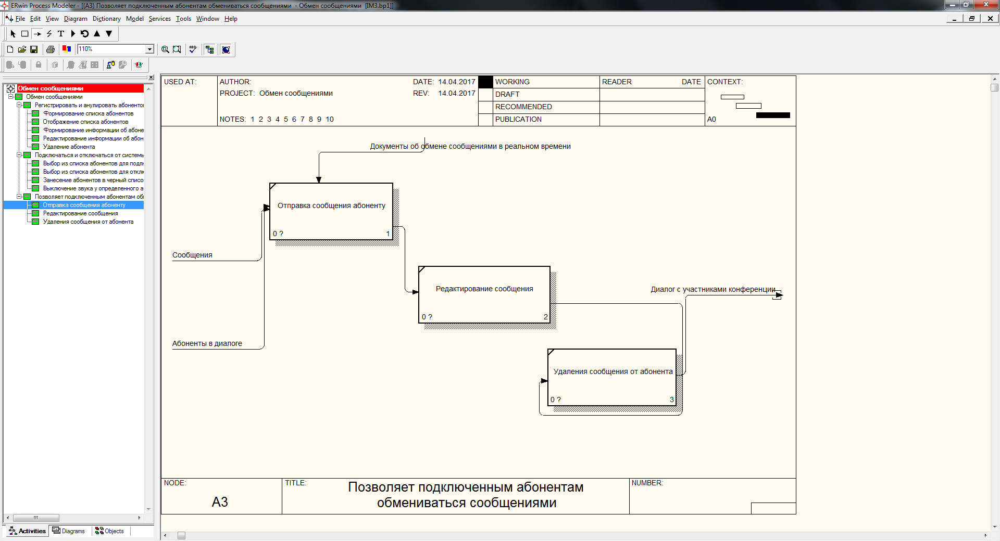 ERwin Process Modeler - [(A3) Позволяет подключенным абонентам обмениваться сообщениями - Обмен сообщениями [IM3.bp1]]
File Edit View Diagram Dictionary Model Services Tools Window Help
110%
ABC
Обмен сообщениями
Обмен сообщениями
Регистрировать и анулировать абоненто
Формирование списка абонентов
Отображение списка абонентов
Формирование информации об абоне
Редактирование информации об абон
Удаление абонента
Подключаться и отключаться от системы
Выбор из списка абонентов для подл
Выбор из списка абонентов для откл
Занесение абонентов в черный списо
Выключение звука у определенного а
Позволяет подключенным абонентам об
Отправка сообщения абоненту
Редактирование сообщения
Удаления сообщения от абонента
Activities Diagrams Objects
USED AT:
AUTHOR: DATE: 14.04.2017
PROJECT: Обмен сообщениями REV: 14.04.2017
NOTES: 1 2 3 4 5 6 7 8 9 10
WORKING
DRAFT
RECOMMENDED
PUBLICATION
READER DATE
CONTEXT:
A0
Документы об обмене сообщениями в реальном времени
Отправка сообщения абоненту
0 ? 1
Сообщения
Редактирование сообщения
0 ? 2
Диалог с участниками конференции
Абоненты в диалоге
Удаления сообщения от абонента
0 ? 3
NODE:
A3
TITLE:
Позволяет подключенным абонентам
обмениваться сообщениями
NUMBER: